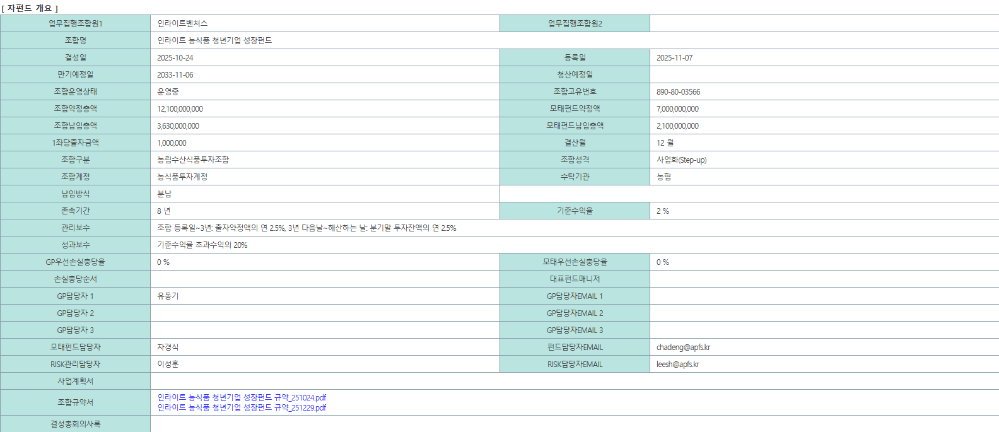 [ 자펀드 개요 ]
업무집행조합원1 인라이트벤처스 업무집행조합원2
조합명 인라이트 농식품 청년기업 성장펀드
결성일 2025-10-24 등록일 2025-11-07
만기예정일 2033-11-06 청산예정일
조합운영상태 운영중 조합고유번호 890-80-03566
조합약정총액 12,100,000,000 모태펀드약정액 7,000,000,000
조합납입총액 3,630,000,000 모태펀드납입총액 2,100,000,000
1좌당출자금액 1,000,000 결산월 12 월
조합구분 농림수산식품투자조합 조합성격 사업화(Step-up)
조합계정 농식품투자계정 수탁기관 농협
납입방식 분납
존속기간 8 년 기준수익율 2 %
관리보수 조합 등록일~3년: 출자약정액의 연 2.5%, 3년 다음날~해산하는 날: 분기말 투자잔액의 연 2.5%
성과보수 기준수익률 초과수익의 20%
GP우선손실충당율 0 % 모태우선손실충당율 0 %
손실충당순서 대표펀드매니저
GP담당자 1 유동기 GP담당자EMAIL 1
GP담당자 2 GP담당자EMAIL 2
GP담당자 3 GP담당자EMAIL 3
모태펀드담당자 차경식 펀드담당자EMAIL chadeng@apfs.kr
RISK관리담당자 이성훈 RISK담당자EMAIL leesh@apfs.kr
사업계획서
조합규약서 인라이트 농식품 청년기업 성장펀드 규약_251024.pdf
인라이트 농식품 청년기업 성장펀드 규약_251229.pdf
결성총회의사록